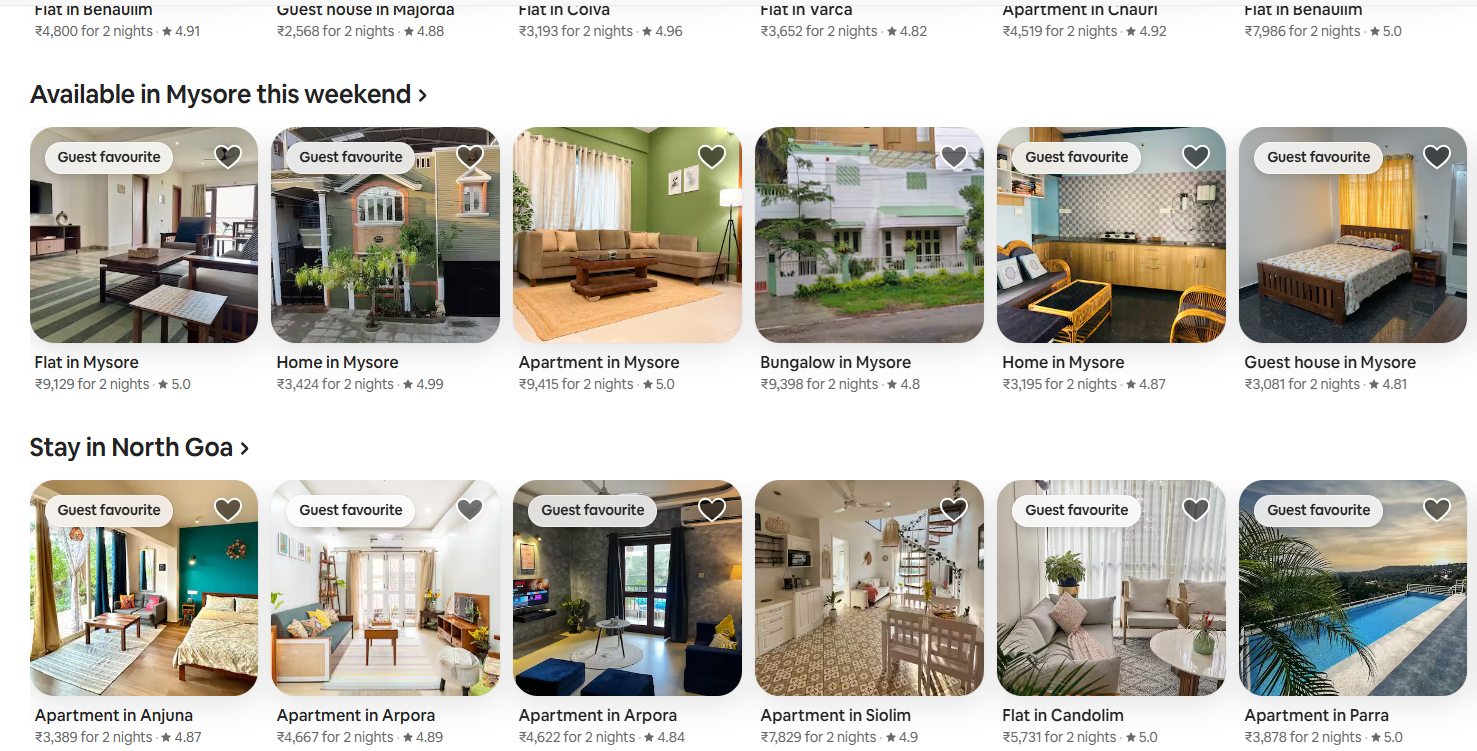 Flat in Benaulim
Guest house in Majorda
Flat in Colva
Flat in Varca
Apartment in Chauri
Flat in Benaulim
₹4,800 for 2 nights · ★ 4.91
₹2,568 for 2 nights · ★ 4.88
₹3,193 for 2 nights · ★ 4.96
₹3,652 for 2 nights · ★ 4.82
₹4,519 for 2 nights · ★ 4.92
₹7,986 for 2 nights · ★ 5.0
Available in Mysore this weekend ›
Guest favourite
Guest favourite
Guest favourite
Guest favourite
Flat in Mysore
Home in Mysore
Apartment in Mysore
Bungalow in Mysore
Home in Mysore
Guest house in Mysore
₹9,129 for 2 nights · ★ 5.0
₹3,424 for 2 nights · ★ 4.99
₹9,415 for 2 nights · ★ 5.0
₹9,398 for 2 nights · ★ 4.8
₹3,195 for 2 nights · ★ 4.87
₹3,081 for 2 nights · ★ 4.81
Stay in North Goa ›
Guest favourite
Guest favourite
Guest favourite
Guest favourite
Guest favourite
Apartment in Anjuna
Apartment in Arpora
Apartment in Arpora
Apartment in Siolim
Flat in Candolim
Apartment in Parra
₹3,389 for 2 nights · ★ 4.87
₹4,667 for 2 nights · ★ 4.89
₹4,622 for 2 nights · ★ 4.84
₹7,829 for 2 nights · ★ 4.9
₹5,731 for 2 nights · ★ 5.0
₹3,878 for 2 nights · ★ 5.0